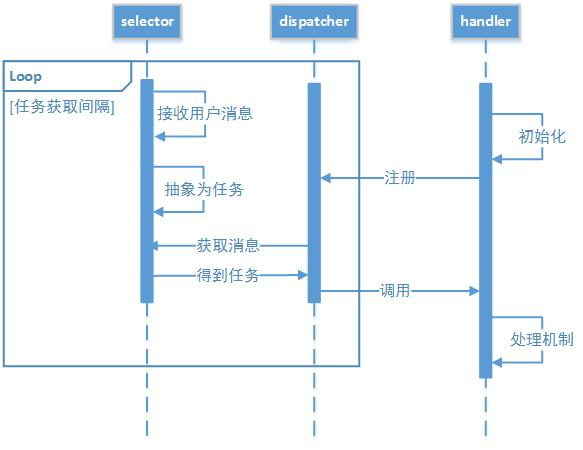 selector
dispatcher
handler
Loop
[任务获取间隔]
接收用户消息
初始化
注册
抽象为任务
获取消息
得到任务
调用
处理机制